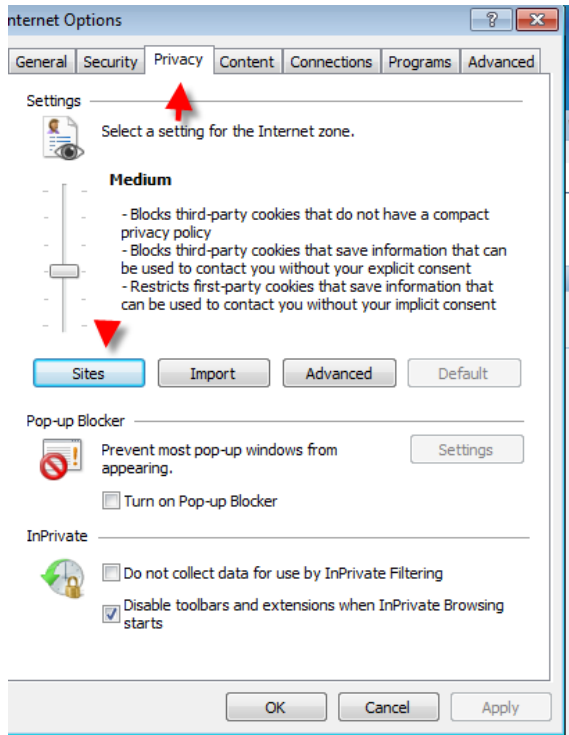 nternet Options
General Security Privacy Content Connections Programs Advanced
Settings
Select a setting for the Internet zone.
Medium
- Blocks third-party cookies that do not have a compact
privacy policy
- Blocks third-party cookies that save information that can
be used to contact you without your explicit consent
- Restricts first-party cookies that save information that
can be used to contact you without your implicit consent
Sites Import Advanced Default
Pop-up Blocker
Prevent most pop-up windows from
appearing.
Settings
Turn on Pop-up Blocker
InPrivate
Do not collect data for use by InPrivate Filtering
Disable toolbars and extensions when InPrivate Browsing
starts
OK Cancel Apply